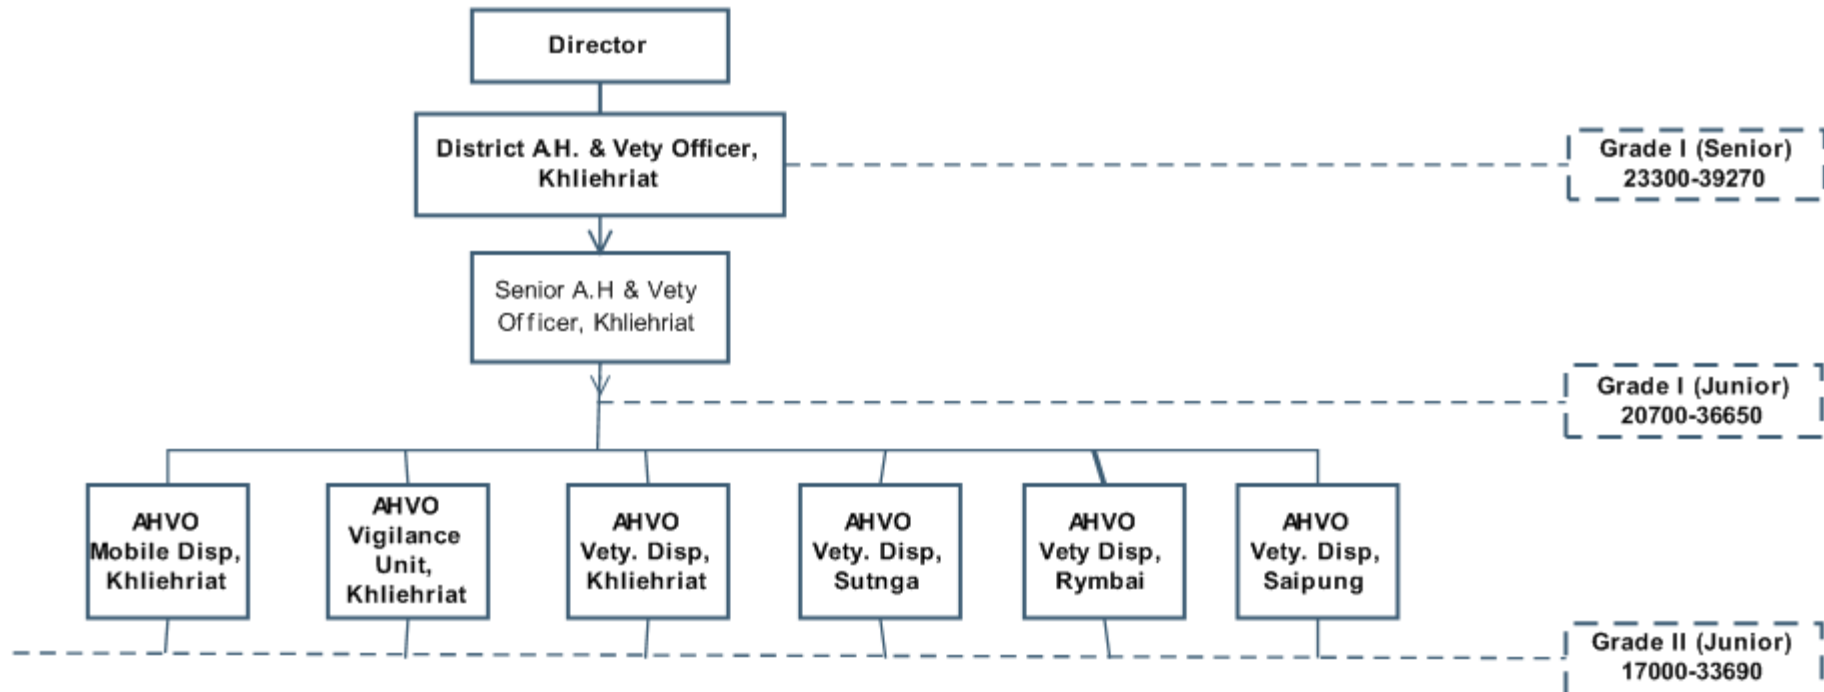 Director
District A.H. & Vety Officer,
Khliehriat
Grade I (Senior)
23300-39270
Senior A.H & Vety
Officer, Khliehriat
Grade I (Junior)
20700-36650
AHVO
Mobile Disp,
Khliehriat
AHVO
Vigilance
Unit,
Khliehriat
AHVO
Vety. Disp,
Khliehriat
AHVO
Vety. Disp,
Sutnga
AHVO
Vety Disp,
Rymbai
AHVO
Vety. Disp,
Saipung
Grade II (Junior)
17000-33690